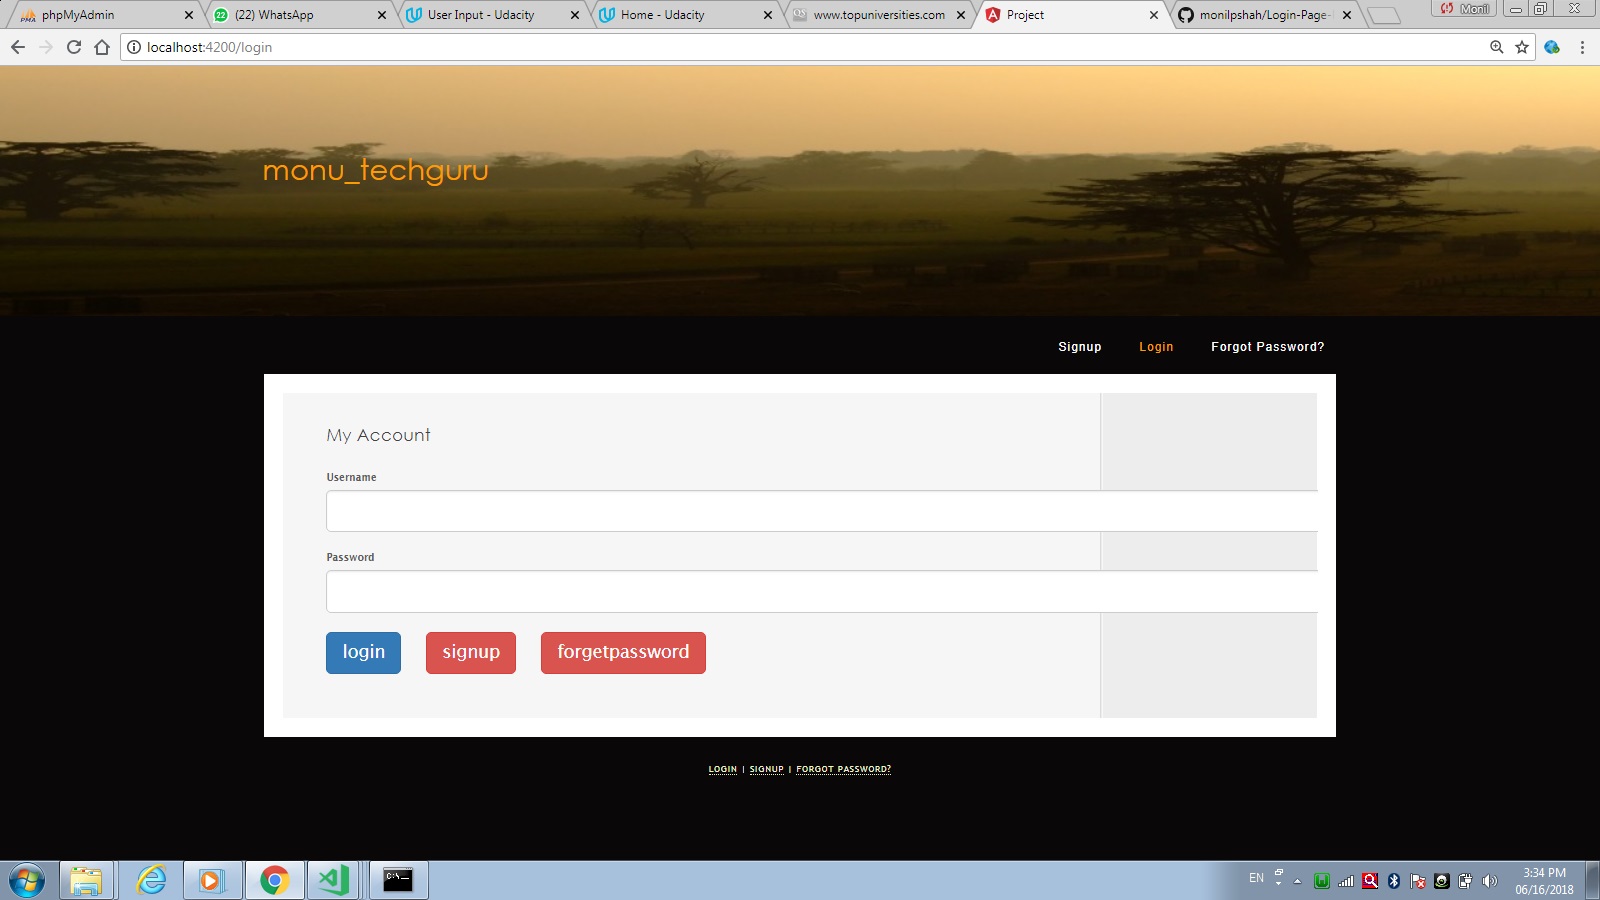 phpMyAdmin
(22) WhatsApp
User Input - Udacity
Home - Udacity
www.topuniversities.com
Project
monilpshah/Login-Page-
Monil
localhost:4200/login
monu_techguru
Signup
Login
Forgot Password?
My Account
Username
Password
login
signup
forgetpassword
LOGIN | SIGNUP | FORGOT PASSWORD?
EN
3:34 PM
06/16/2018